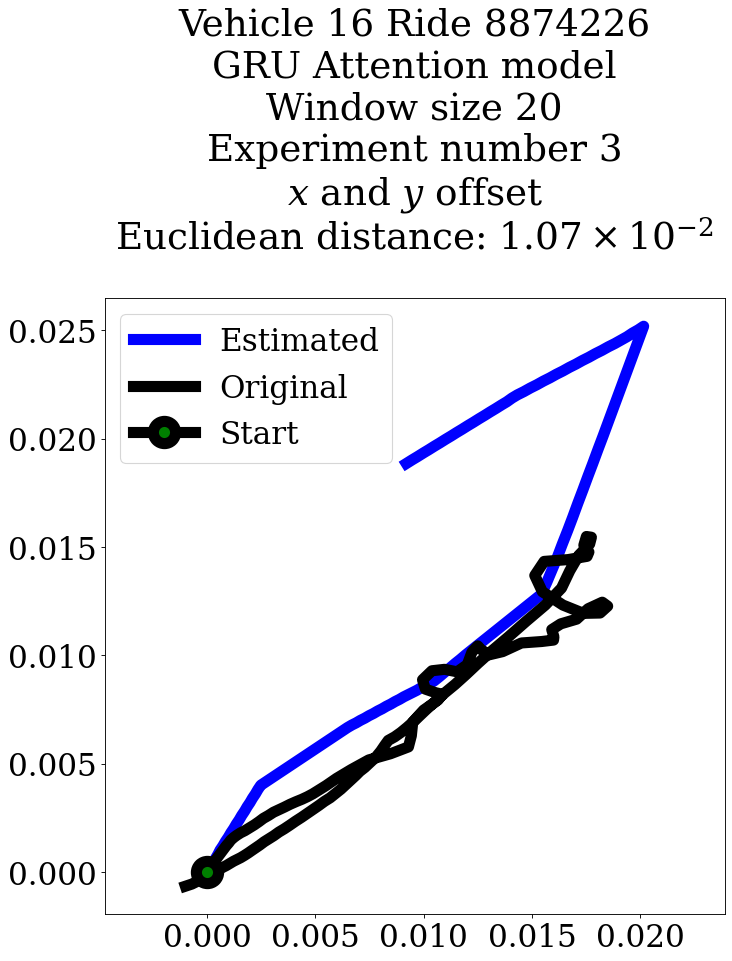 Vehicle 16 Ride 8874226
GRU Attention model
Window size 20
Experiment number 3
x and y offset
Euclidean distance: 1.07 × 10⁻²
Estimated
Original
Start
0.025
0.020
0.015
0.010
0.005
0.000
0.000 0.005 0.010 0.015 0.020